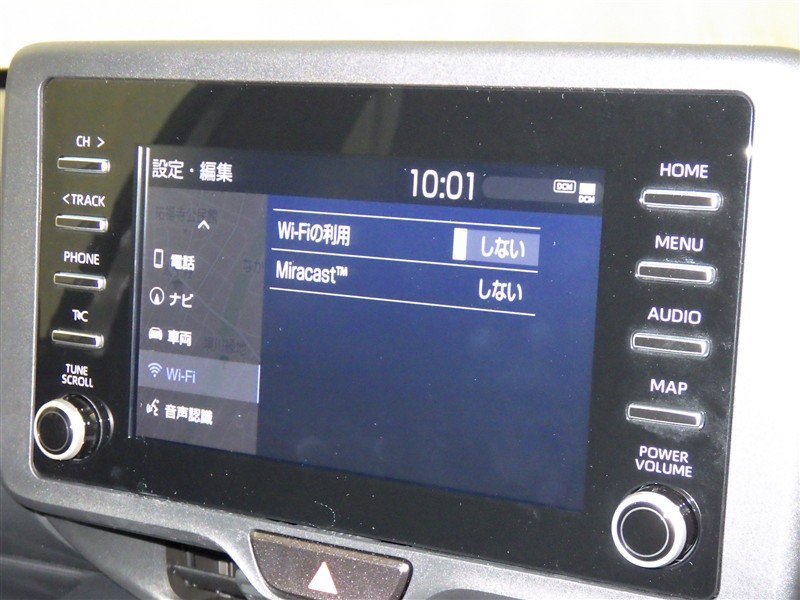 CH >
< TRACK
PHONE
T/C
TUNE
SCROLL
設定・編集
10:01
DCM
DCM
電話
ナビ
車両
Wi-Fi
音声認識
Wi-Fiの利用
しない
Miracast™
しない
HOME
MENU
AUDIO
MAP
POWER
VOLUME